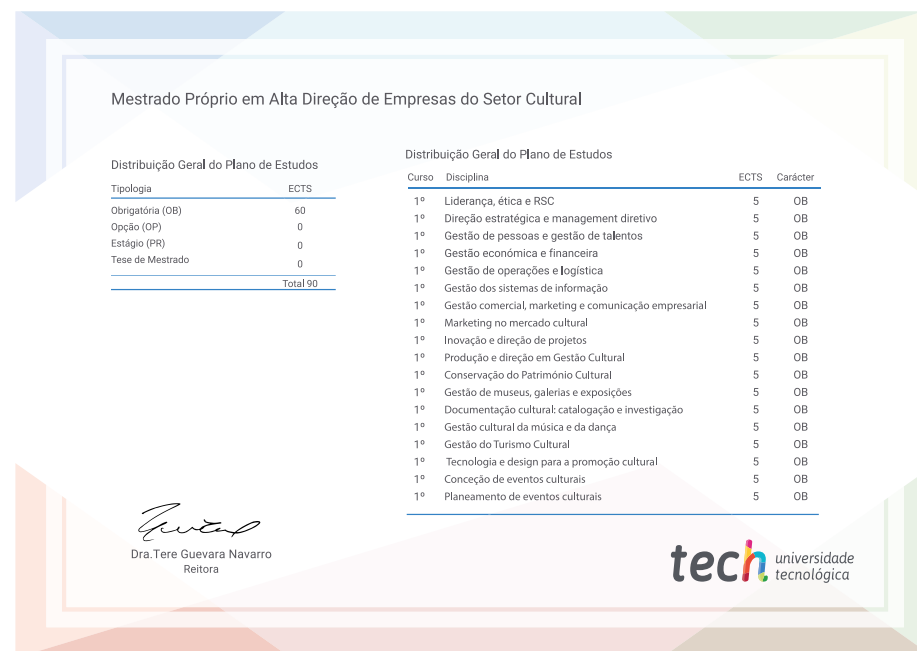 Mestrado Próprio em Alta Direção de Empresas do Setor Cultural
Distribuição Geral do Plano de Estudos
Tipologia ECTS
Obrigatória (OB) 60
Opção (OP) 0
Estágio (PR) 0
Tese de Mestrado 0
Total 90
Distribuição Geral do Plano de Estudos
Curso Disciplina ECTS Carácter
1º Liderança, ética e RSC 5 OB
1º Direção estratégica e management diretivo 5 OB
1º Gestão de pessoas e gestão de talentos 5 OB
1º Gestão económica e financeira 5 OB
1º Gestão de operações e logística 5 OB
1º Gestão dos sistemas de informação 5 OB
1º Gestão comercial, marketing e comunicação empresarial 5 OB
1º Marketing no mercado cultural 5 OB
1º Inovação e direção de projetos 5 OB
1º Produção e direção em Gestão Cultural 5 OB
1º Conservação do Património Cultural 5 OB
1º Gestão de museus, galerias e exposições 5 OB
1º Documentação cultural: catalogação e investigação 5 OB
1º Gestão cultural da música e da dança 5 OB
1º Gestão do Turismo Cultural 5 OB
1º Tecnologia e design para a promoção cultural 5 OB
1º Conceção de eventos culturais 5 OB
1º Planeamento de eventos culturais 5 OB
Dra.Tere Guevara Navarro
Reitora
tech universidade
tecnológica